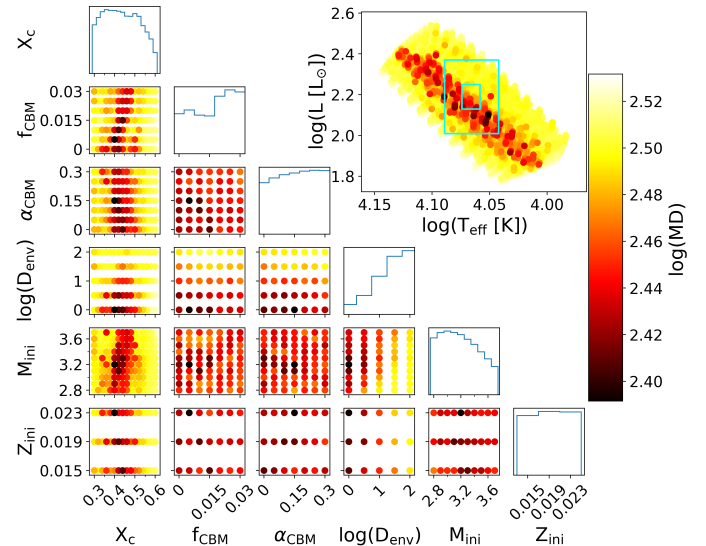 X_c
f_CBM
0.03
0.015
0
α_CBM
0.3
0.15
0
log(D_env)
2
1
0
M_ini
3.6
3.2
2.8
Z_ini
0.023
0.019
0.015
0.3 0.4 0.5 0.6
0 0.015 0.03
0 0.15 0.3
0 1 2
2.8 3.2 3.6
0.015 0.019 0.023
X_c f_CBM α_CBM log(D_env) M_ini Z_ini
log(L [L_⊙])
2.6
2.4
2.2
2.0
1.8
4.15 4.10 4.05 4.00
log(T_eff [K])
2.52
2.50
2.48
2.46
2.44
2.42
2.40
log(MD)